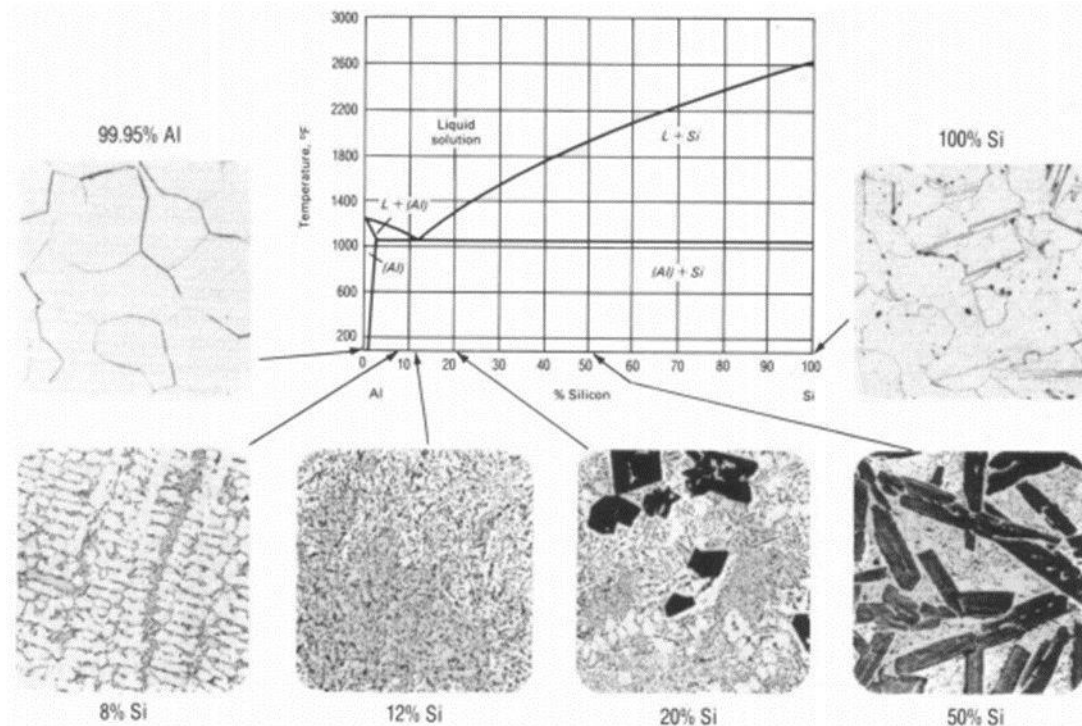 3000
2600
2200
1800
1400
1000
600
200
Temperature, °F
Liquid
solution
L + Si
L + (Al)
(Al)
(Al) + Si
0 10 20 30 40 50 60 70 80 90 100
Al % Silicon Si
99.95% Al
100% Si
8% Si
12% Si
20% Si
50% Si